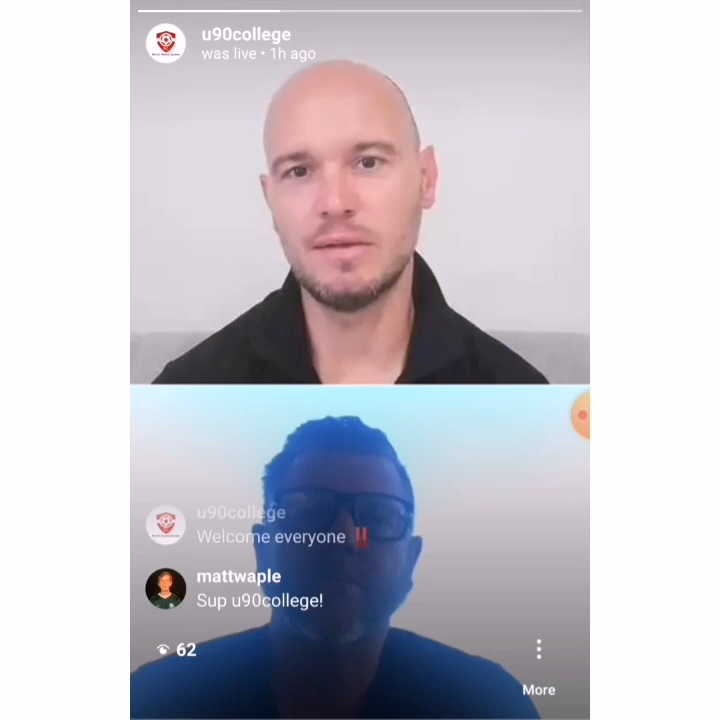 u90college
was live • 1h ago
u90college
Welcome everyone ‼️
mattwaple
Sup u90college!
62
More